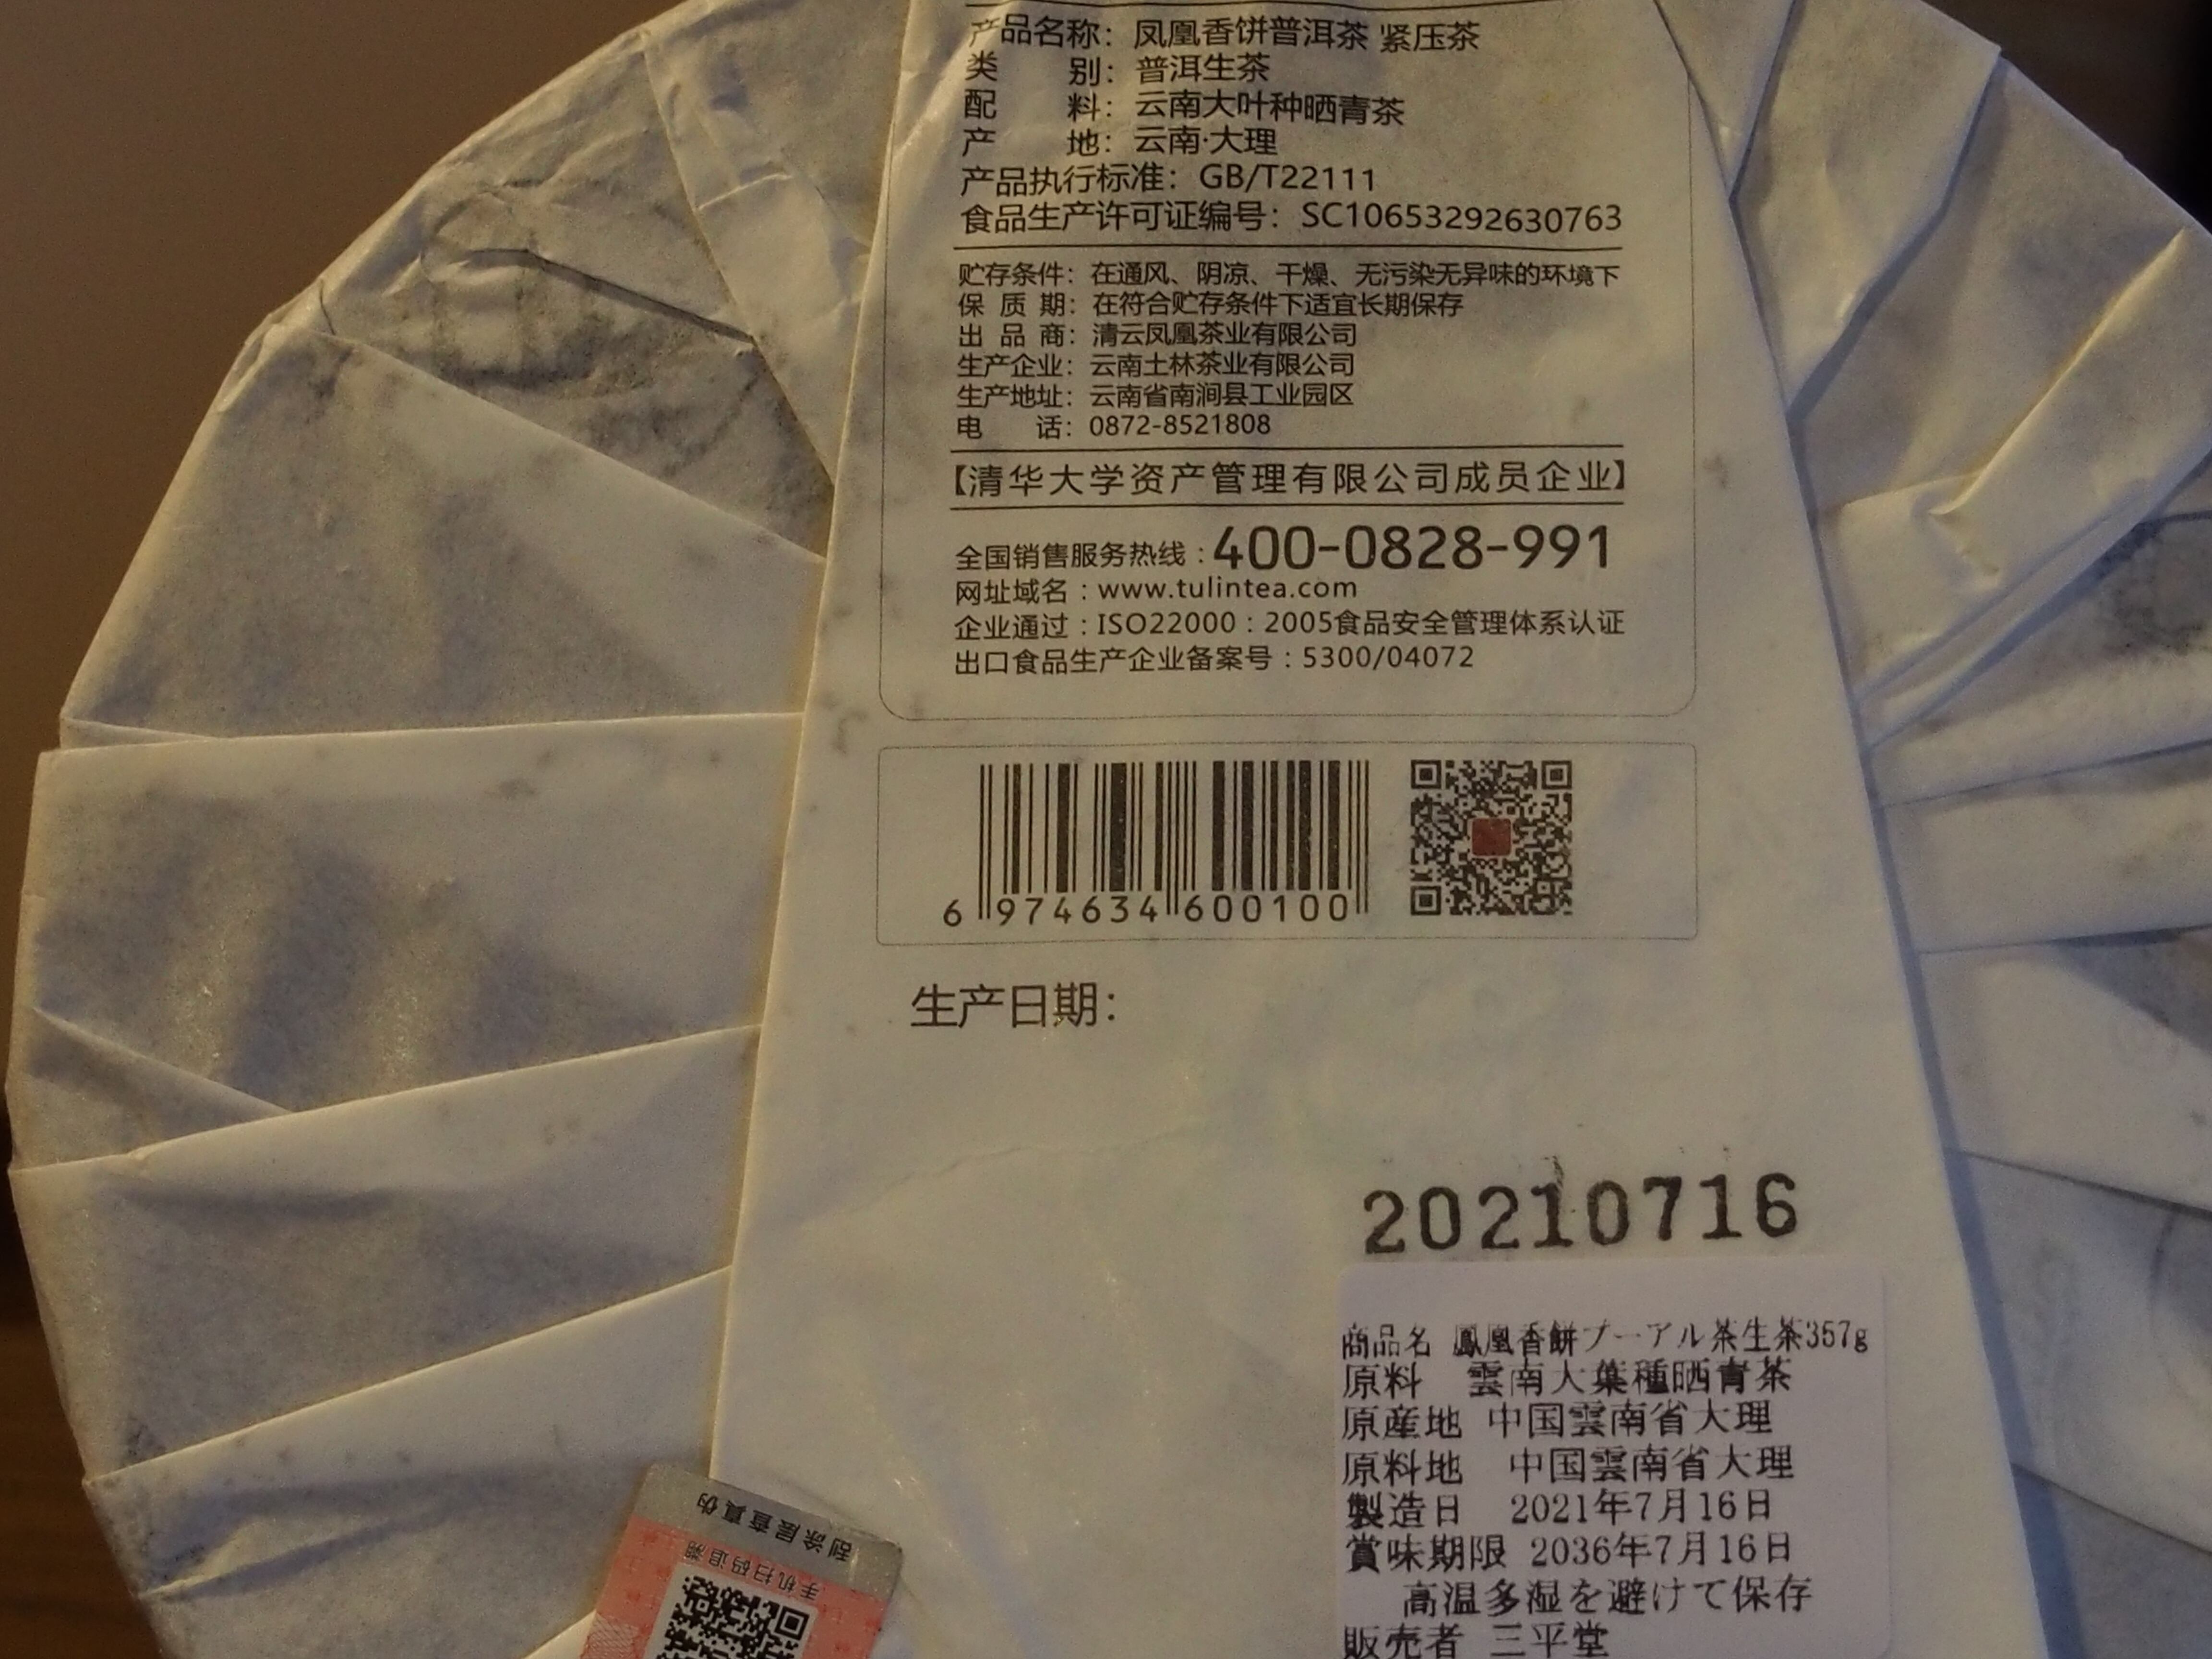 产品名称：凤凰香饼普洱茶 紧压茶
类 别：普洱生茶
配 料：云南大叶种晒青茶
产 地：云南·大理
产品执行标准：GB/T22111
食品生产许可证编号：SC10653292630763
贮存条件：在通风、阴凉、干燥、无污染无异味的环境下
保 质 期：在符合贮存条件下适宜长期保存
出 品 商：清云凤凰茶业有限公司
生产企业：云南土林茶业有限公司
生产地址：云南省南涧县工业园区
电 话：0872-8521808
【清华大学资产管理有限公司成员企业】
全国销售服务热线：400-0828-991
网址域名：www.tulintea.com
企业通过：ISO22000：2005食品安全管理体系认证
出口食品生产企业备案号：5300/04072
6 974634 600100
生产日期：
20210716
商品名 鳳凰香餅プーアル茶生茶357g
原料 雲南大葉種晒青茶
原産地 中国雲南省大理
原料地 中国雲南省大理
製造日 2021年7月16日
賞味期限 2036年7月16日
高温多湿を避けて保存
販売者 三平堂
刮涂层查真伪
手机扫码追溯